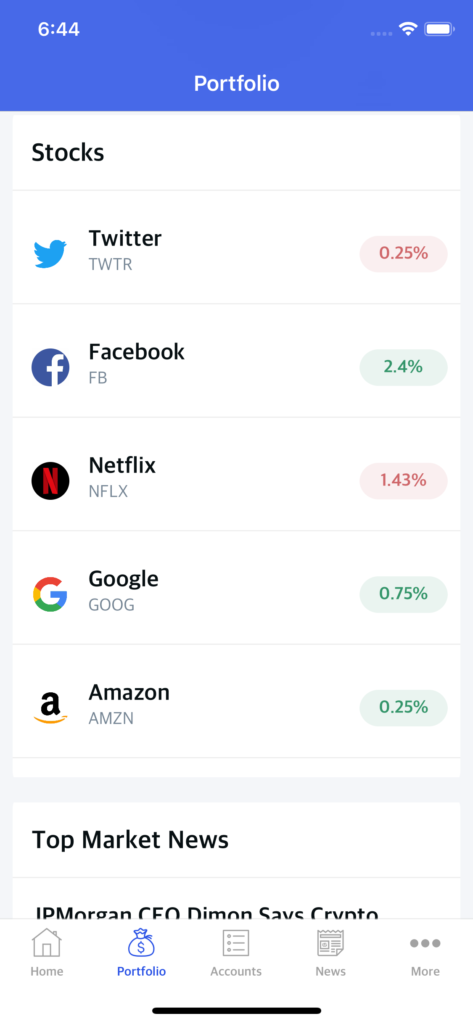 6:44
Portfolio
Stocks
Twitter
TWTR
0.25%
Facebook
FB
2.4%
Netflix
NFLX
1.43%
Google
GOOG
0.75%
Amazon
AMZN
0.25%
Top Market News
JPMorgan CEO Dimon Says Crypto
Home
Portfolio
Accounts
News
More